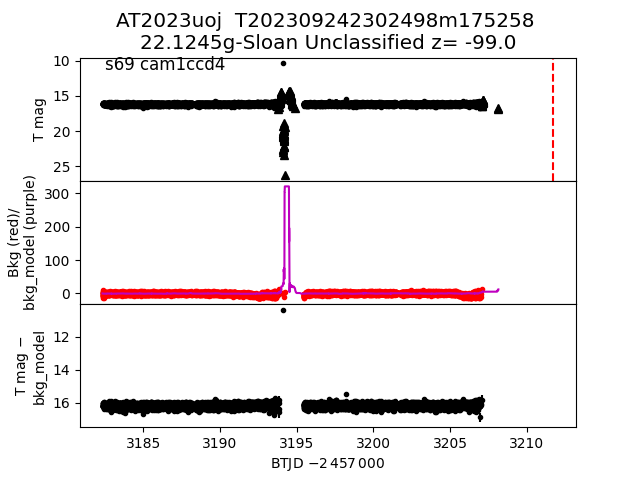 AT2023uoj  T202309242302498m175258
22.1245g-Sloan Unclassified z= -99.0
s69 cam1ccd4
10
15
20
25
T mag
300
200
100
0
Bkg (red)/
bkg_model (purple)
12
14
16
T mag −
bkg_model
3185
3190
3195
3200
3205
3210
BTJD −2 457 000